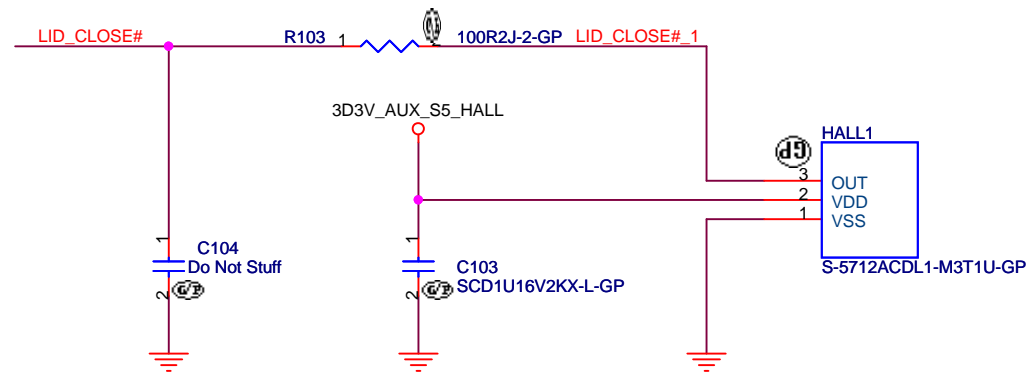 LID_CLOSE#
R103 1 2 100R2J-2-GP LID_CLOSE#_1
3D3V_AUX_S5_HALL
HALL1
GP
3 OUT
2 VDD
1 VSS
S-5712ACDL1-M3T1U-GP
1
C104
Do Not Stuff
2 G/P
1
C103
SCD1U16V2KX-L-GP
2 G/P